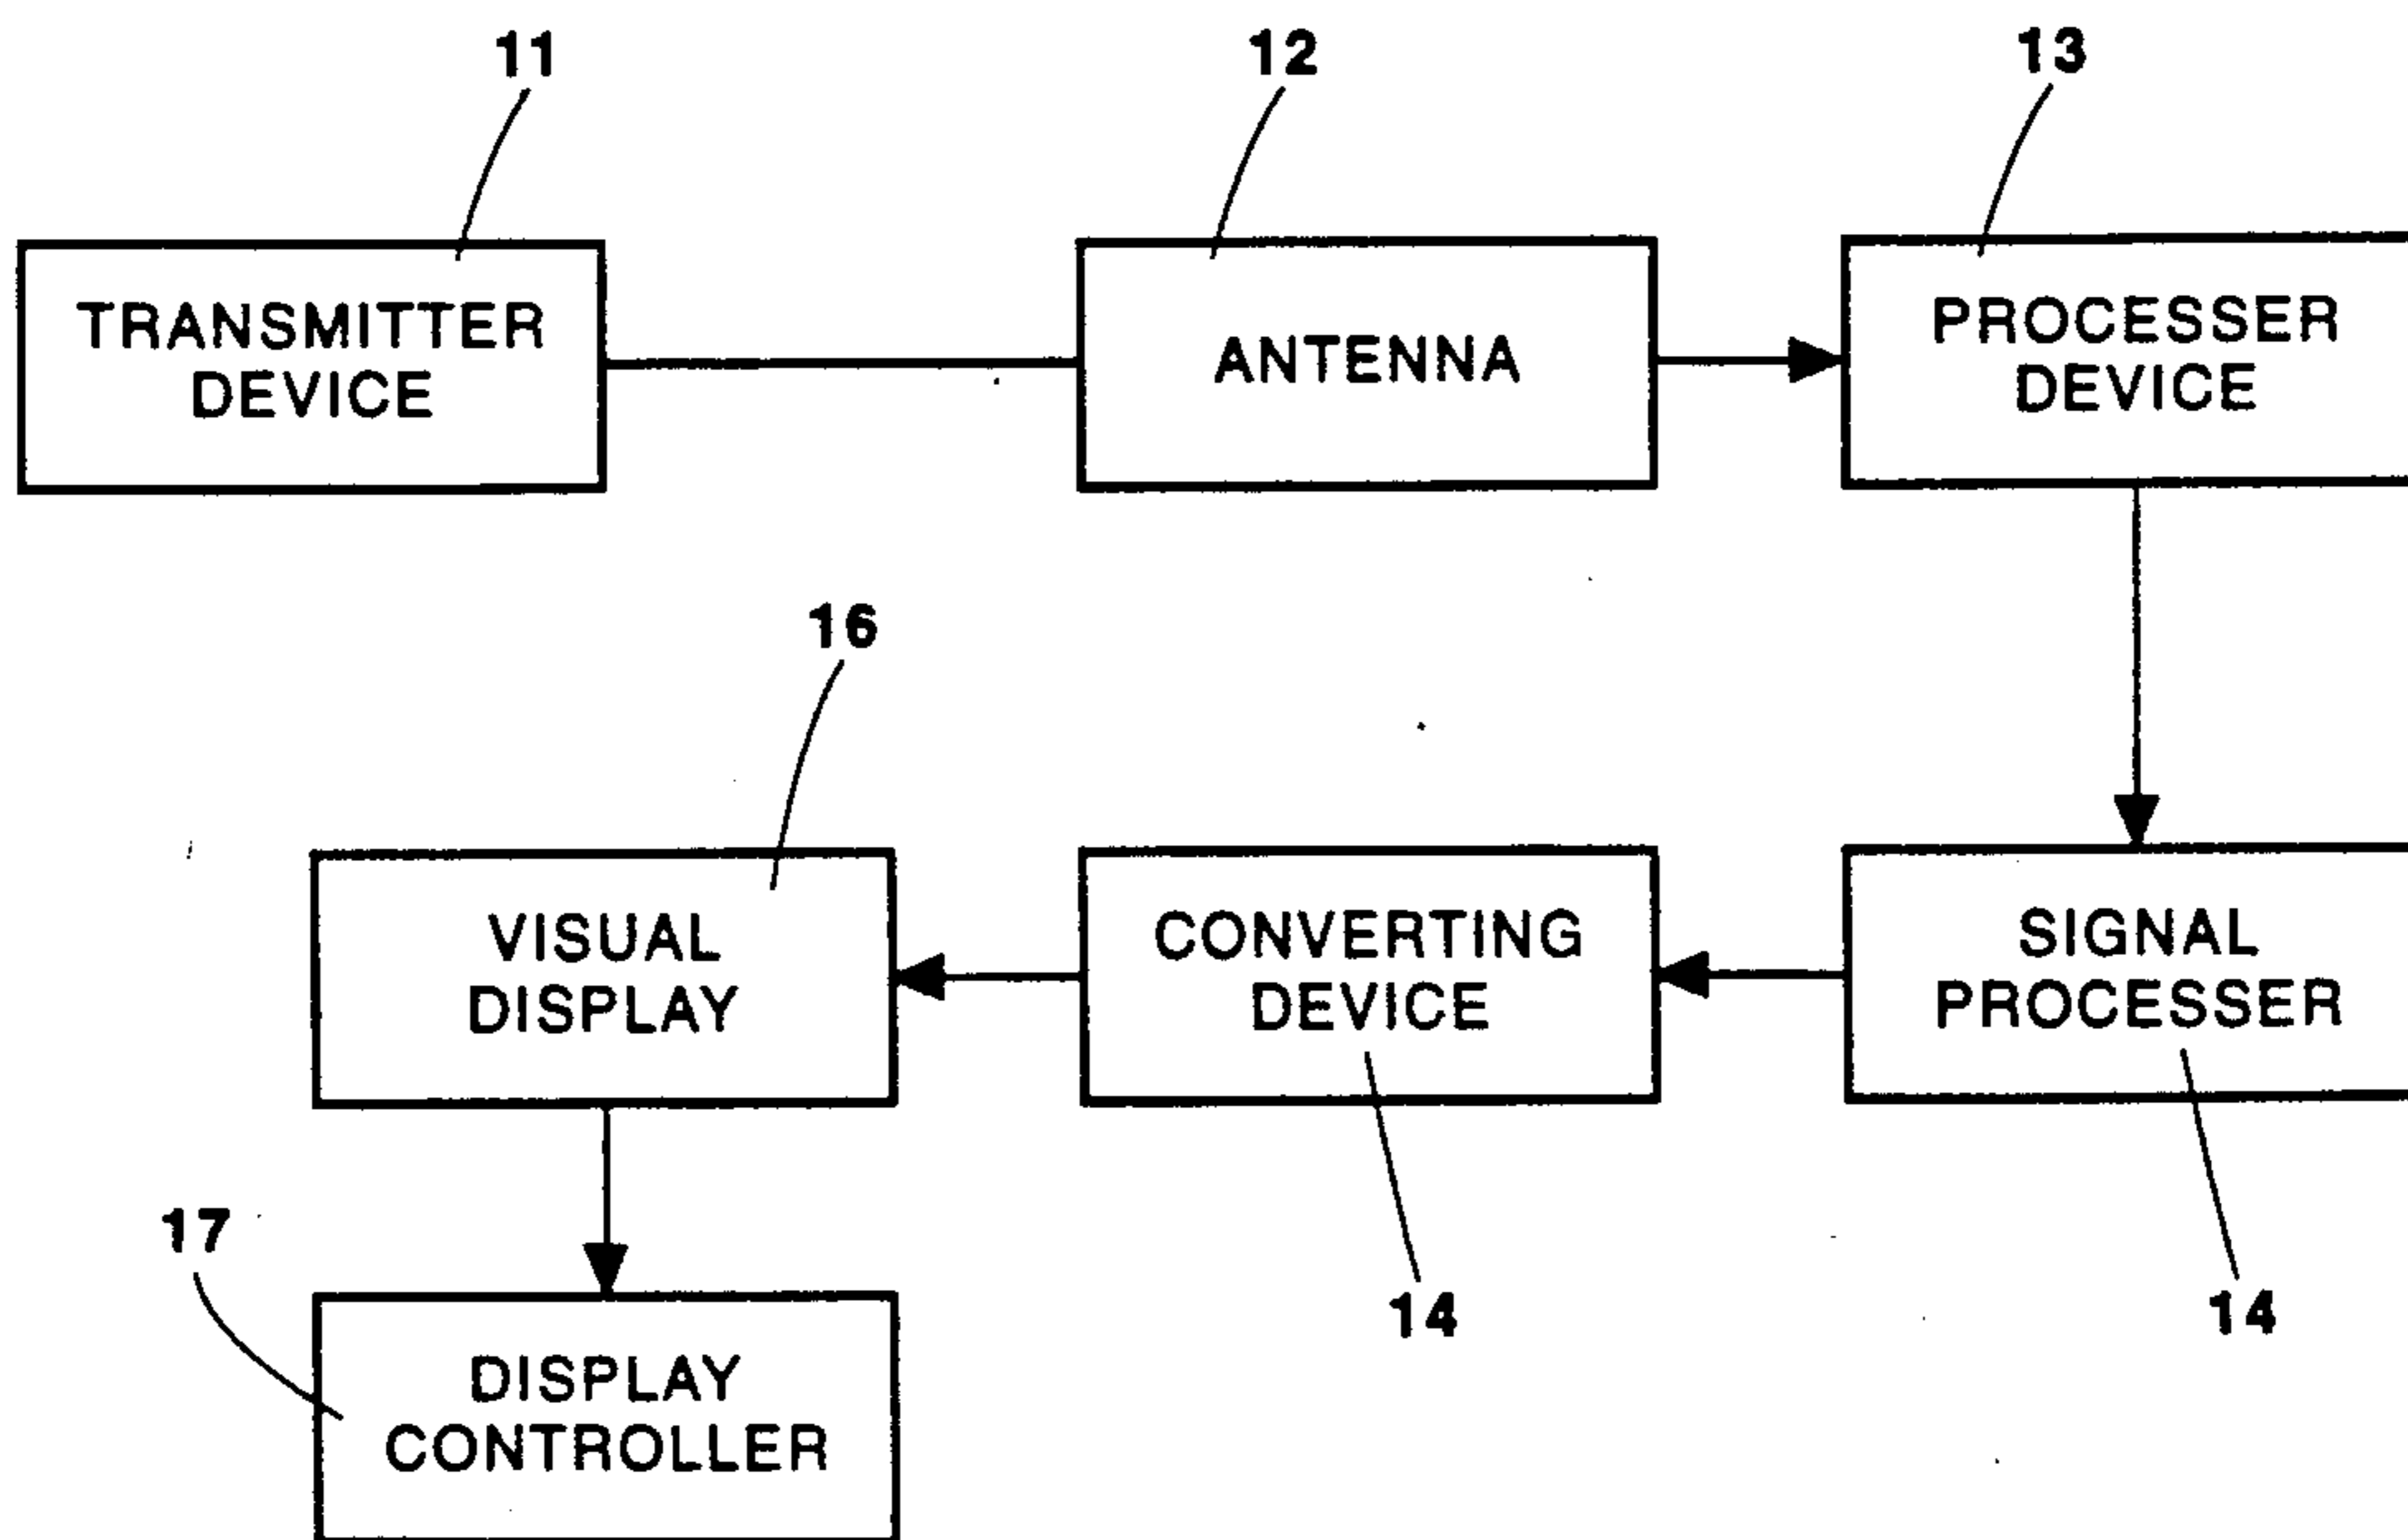 11
12
13
TRANSMITTER
DEVICE
ANTENNA
PROCESSER
DEVICE
16
VISUAL
DISPLAY
CONVERTING
DEVICE
SIGNAL
PROCESSER
17
14
14
DISPLAY
CONTROLLER